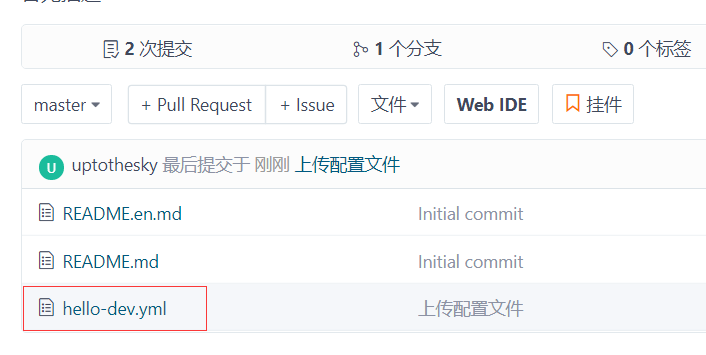 2 次提交 1 个分支 0 个标签
master + Pull Request + Issue 文件 Web IDE 挂件
U uptothesky 最后提交于 刚刚 上传配置文件
README.en.md Initial commit
README.md Initial commit
hello-dev.yml 上传配置文件